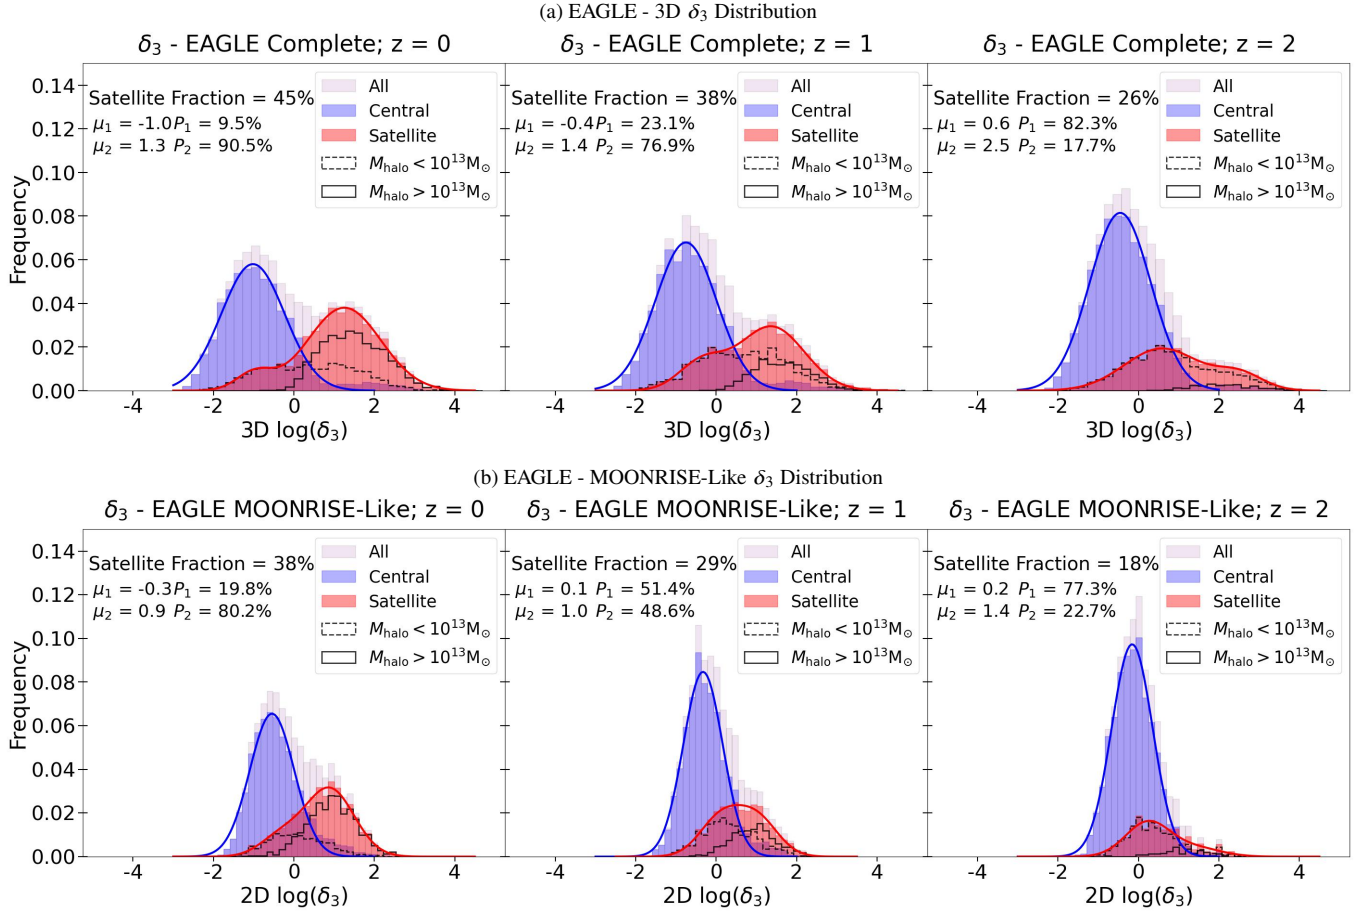 (a) EAGLE - 3D δ3 Distribution
δ3 - EAGLE Complete; z = 0
δ3 - EAGLE Complete; z = 1
δ3 - EAGLE Complete; z = 2
Frequency
0.14
0.12
0.10
0.08
0.06
0.04
0.02
0.00
Satellite Fraction = 45%
μ1 = -1.0 P1 = 9.5%
μ2 = 1.3 P2 = 90.5%
All
Central
Satellite
Mhalo < 10^13 M⊙
Mhalo > 10^13 M⊙
-4 -2 0 2 4
3D log(δ3)
Satellite Fraction = 38%
μ1 = -0.4 P1 = 23.1%
μ2 = 1.4 P2 = 76.9%
All
Central
Satellite
Mhalo < 10^13 M⊙
Mhalo > 10^13 M⊙
-4 -2 0 2 4
3D log(δ3)
Satellite Fraction = 26%
μ1 = 0.6 P1 = 82.3%
μ2 = 2.5 P2 = 17.7%
All
Central
Satellite
Mhalo < 10^13 M⊙
Mhalo > 10^13 M⊙
-4 -2 0 2 4
3D log(δ3)
(b) EAGLE - MOONRISE-Like δ3 Distribution
δ3 - EAGLE MOONRISE-Like; z = 0
δ3 - EAGLE MOONRISE-Like; z = 1
δ3 - EAGLE MOONRISE-Like; z = 2
Frequency
0.14
0.12
0.10
0.08
0.06
0.04
0.02
0.00
Satellite Fraction = 38%
μ1 = -0.3 P1 = 19.8%
μ2 = 0.9 P2 = 80.2%
All
Central
Satellite
Mhalo < 10^13 M⊙
Mhalo > 10^13 M⊙
-4 -2 0 2 4
2D log(δ3)
Satellite Fraction = 29%
μ1 = 0.1 P1 = 51.4%
μ2 = 1.0 P2 = 48.6%
All
Central
Satellite
Mhalo < 10^13 M⊙
Mhalo > 10^13 M⊙
-4 -2 0 2 4
2D log(δ3)
Satellite Fraction = 18%
μ1 = 0.2 P1 = 77.3%
μ2 = 1.4 P2 = 22.7%
All
Central
Satellite
Mhalo < 10^13 M⊙
Mhalo > 10^13 M⊙
-4 -2 0 2 4
2D log(δ3)